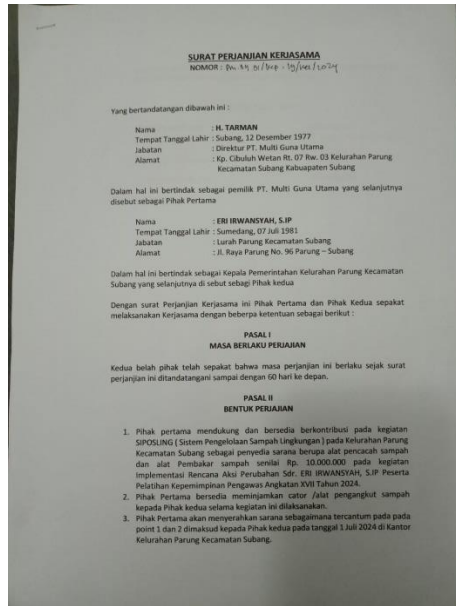 SURAT PERJANJIAN KERJASAMA
NOMOR :
Yang bertandatangan dibawah ini :
Nama : H. TARMAN
Tempat Tanggal Lahir : Subang, 12 Desember 1977
Jabatan : Direktur PT. Multi Guna Utama
Alamat : Kp. Cibuluh Wetan Rt. 07 Rw. 03 Kelurahan Parung
Kecamatan Subang Kabuapaten Subang
Dalam hal ini bertindak sebagai pemilik PT. Multi Guna Utama yang selanjutnya
disebut sebagai Pihak Pertama
Nama : ERI IRWANSYAH, S.IP
Tempat Tanggal Lahir : Sumedang, 07 Juli 1981
Jabatan : Lurah Parung Kecamatan Subang
Alamat : Jl. Raya Parung No. 96 Parung – Subang
Dalam hal ini bertindak sebagai Kepala Pemerintahan Kelurahan Parung Kecamatan
Subang yang selanjutnya di sebut sebagi Pihak kedua
Dengan surat Perjanjian Kerjasama ini Pihak Pertama dan Pihak Kedua sepakat
melaksanakan Kerjasama dengan beberpa ketentuan sebagai berikut :
PASAL I
MASA BERLAKU PERJAJIAN
Kedua belah pihak telah sepakat bahwa masa perjanjian ini berlaku sejak surat
perjanjian ini ditandatangani sampai dengan 60 hari ke depan.
PASAL II
BENTUK PERJAJIAN
1. Pihak pertama mendukung dan bersedia berkontribusi pada kegiatan
SIPOSLING ( Sistem Pengelolaan Sampah Lingkungan ) pada Kelurahan Parung
Kecamatan Subang sebagai penyedia sarana berupa alat pencacah sampah
dan alat Pembakar sampah senilai Rp. 10.000.000 pada kegiatan
implementasi Rencana Aksi Perubahan Sdr. ERI IRWANSYAH, S.IP Peserta
Pelatihan Kepemimpinan Pengawas Angkatan XVII Tahun 2024.
2. Pihak Pertama bersedia meminjamkan cator /alat pengangkut sampah
kepada Pihak kedua selama kegiatan ini dilaksanakan.
3. Pihak Pertama akan menyerahkan sarana sebagaimana tercantum pada pada
point 1 dan 2 dimaksud kepada Pihak kedua pada tanggal 1 Juli 2024 di Kantor
Kelurahan Parung Kecamatan Subang.